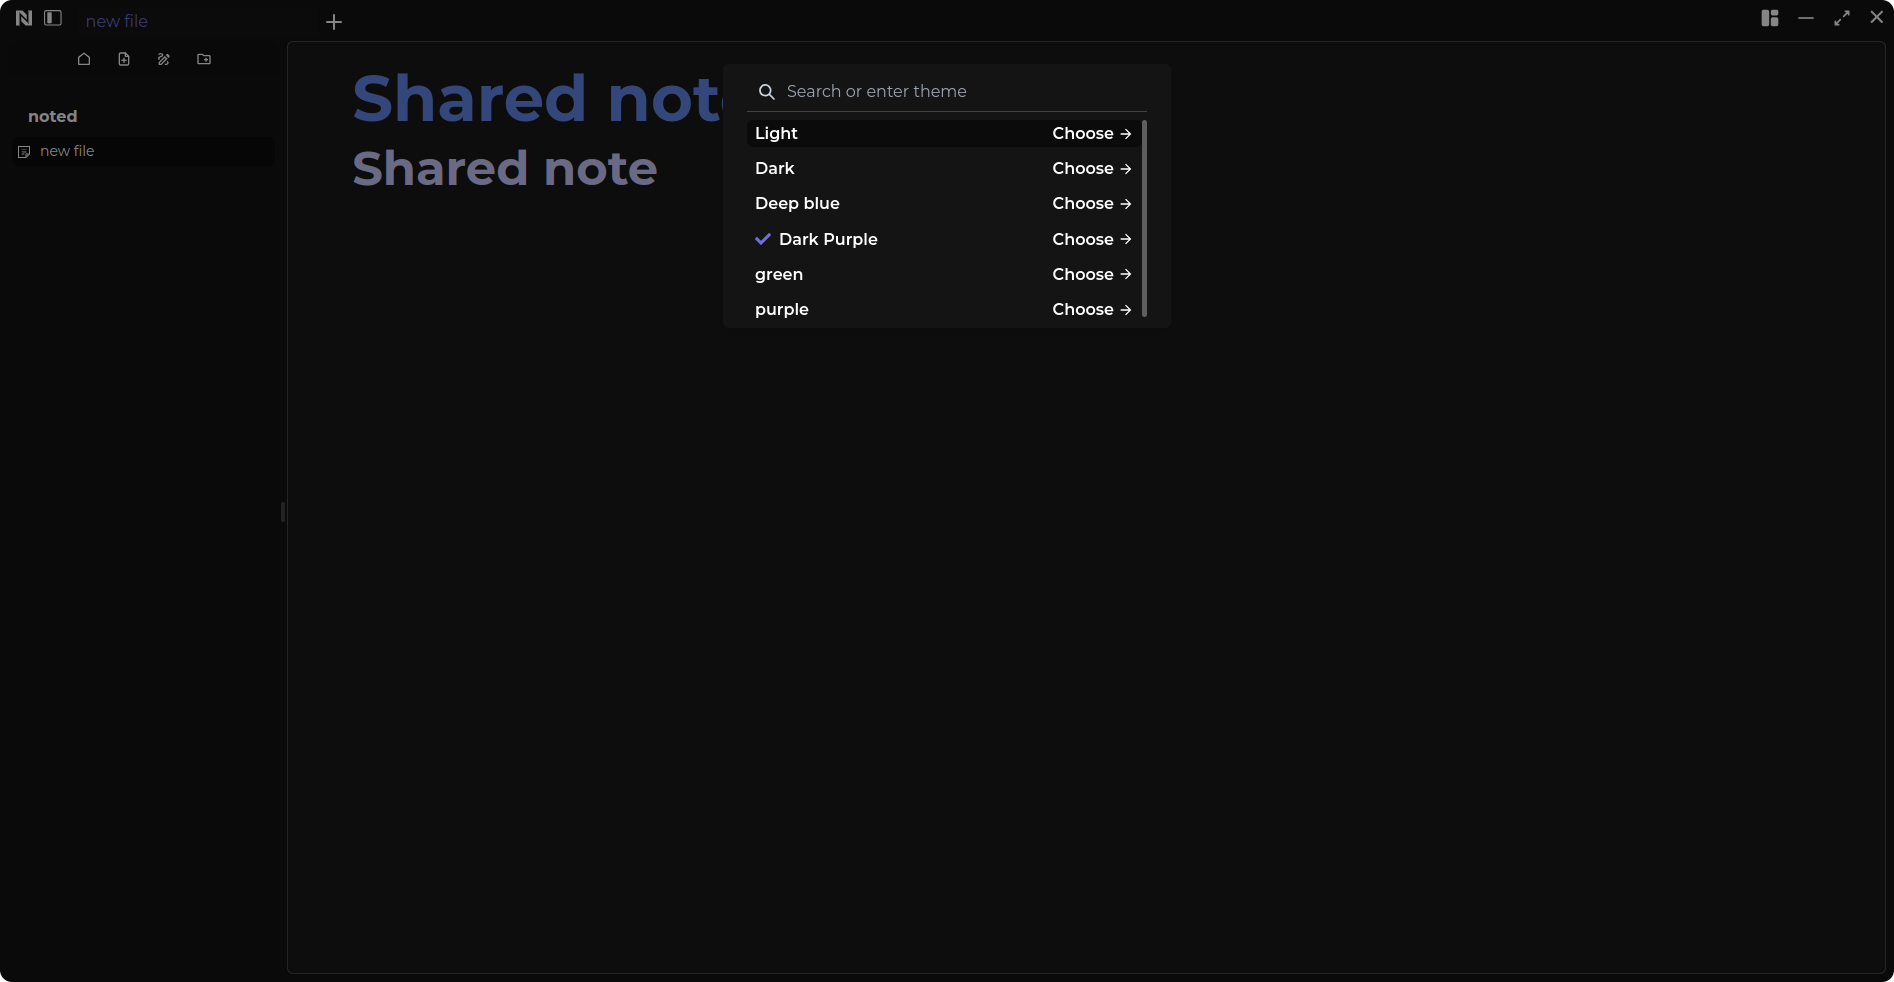 new file
noted
new file
Shared not
Shared note
Search or enter theme
Light Choose →
Dark Choose →
Deep blue Choose →
Dark Purple Choose →
green Choose →
purple Choose →